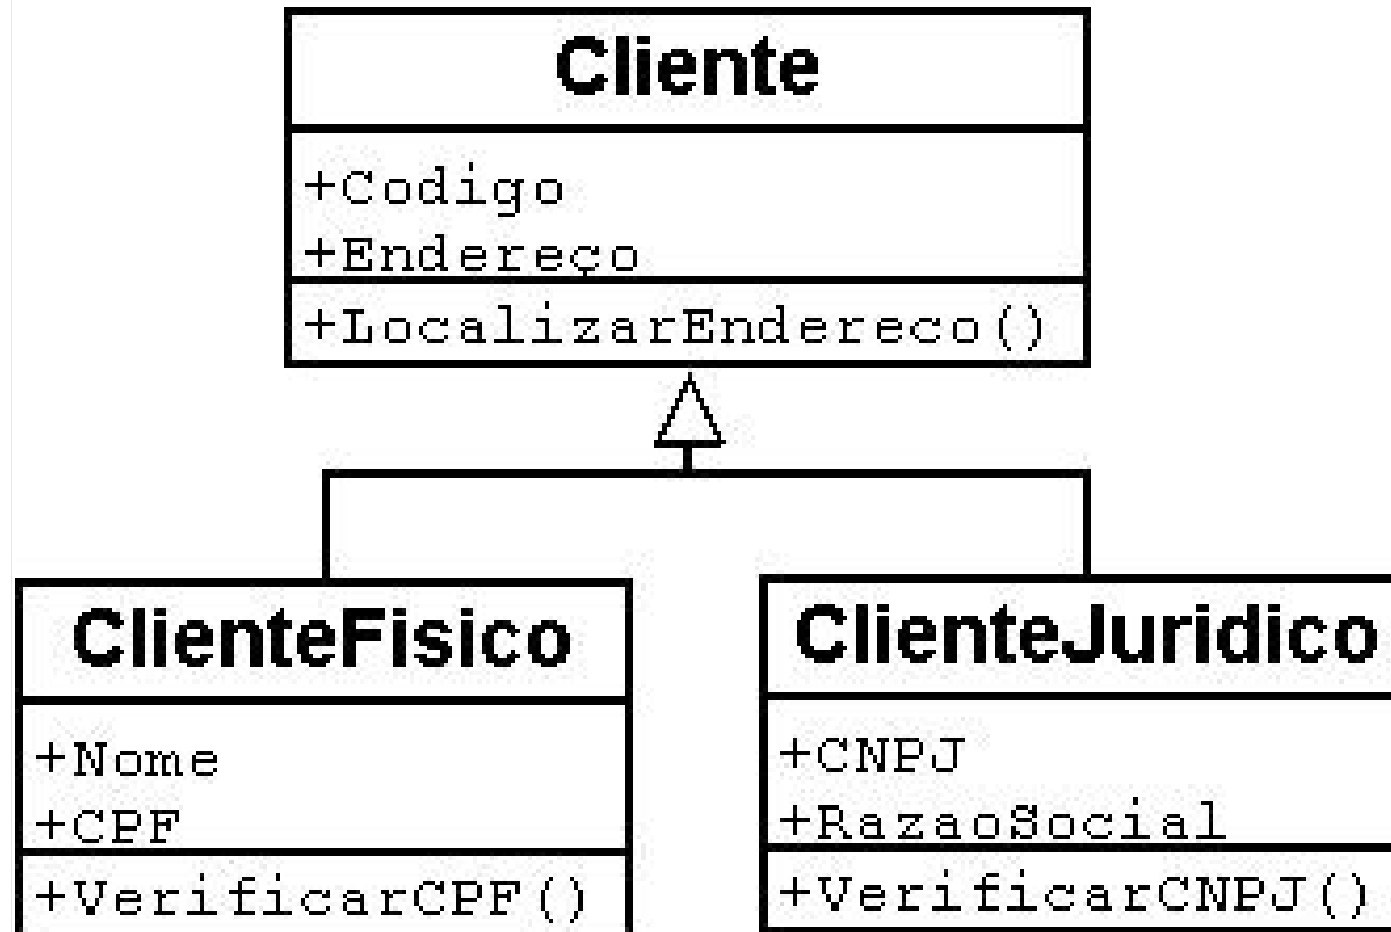 Cliente
+Codigo
+Endereço
+LocalizarEndereco()
ClienteFisico
+Nome
+CPF
+VerificarCPF()
ClienteJuridico
+CNPJ
+RazaoSocial
+VerificarCNPJ()